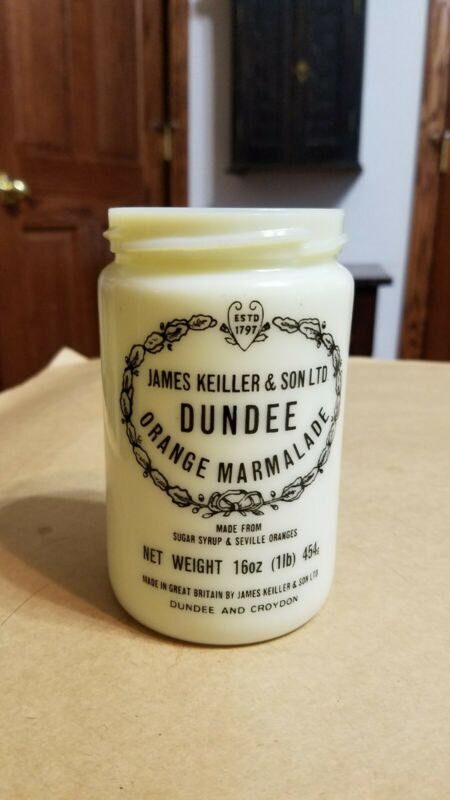 ESTD
1797
JAMES KEILLER & SON LTD
DUNDEE
ORANGE MARMALADE
MADE FROM
SUGAR SYRUP & SEVILLE ORANGES
NET WEIGHT 16oz (1lb) 454g
MADE IN GREAT BRITAIN BY JAMES KEILLER & SON LTD
DUNDEE AND CROYDON